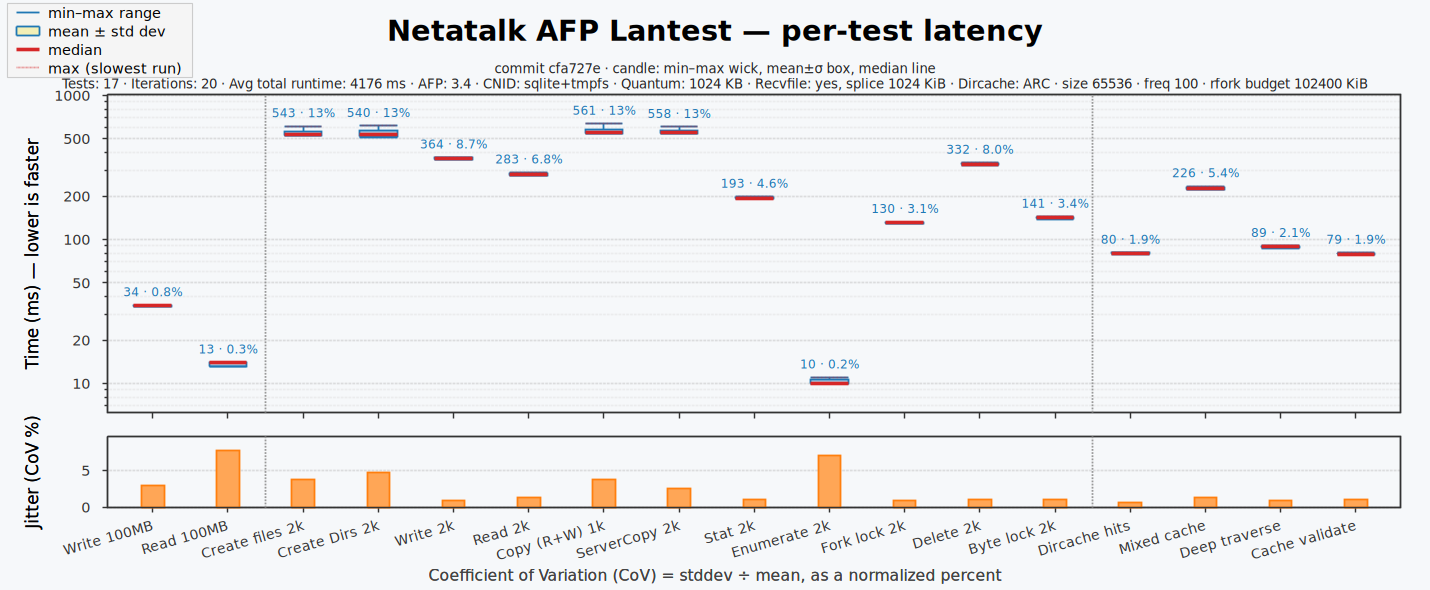 min–max range
mean ± std dev
median
max (slowest run)
Netatalk AFP Lantest — per-test latency
commit cfa727e · candle: min–max wick, mean±σ box, median line
Tests: 17 · Iterations: 20 · Avg total runtime: 4176 ms · AFP: 3.4 · CNID: sqlite+tmpfs · Quantum: 1024 KB · Recvfile: yes, splice 1024 KiB · Dircache: ARC · size 65536 · freq 100 · rfork budget 102400 KiB
Time (ms) — lower is faster
1000
500
200
100
50
20
10
34 · 0.8%
13 · 0.3%
543 · 13%
540 · 13%
364 · 8.7%
283 · 6.8%
561 · 13%
558 · 13%
193 · 4.6%
10 · 0.2%
130 · 3.1%
332 · 8.0%
141 · 3.4%
80 · 1.9%
226 · 5.4%
89 · 2.1%
79 · 1.9%
Jitter (CoV %)
5
0
Write 100MB
Read 100MB
Create files 2k
Create Dirs 2k
Write 2k
Read 2k
Copy (R+W) 1k
ServerCopy 2k
Stat 2k
Enumerate 2k
Fork lock 2k
Delete 2k
Byte lock 2k
Dircache hits
Mixed cache
Deep traverse
Cache validate
Coefficient of Variation (CoV) = stddev ÷ mean, as a normalized percent